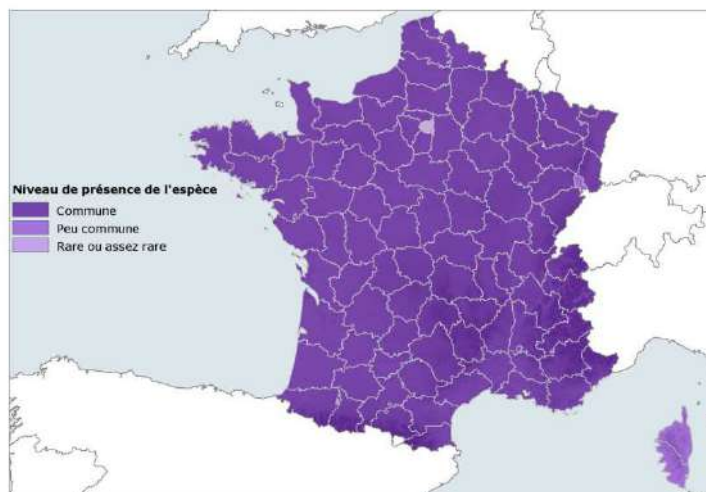 Niveau de présence de l'espèce
Commune
Peu commune
Rare ou assez rare